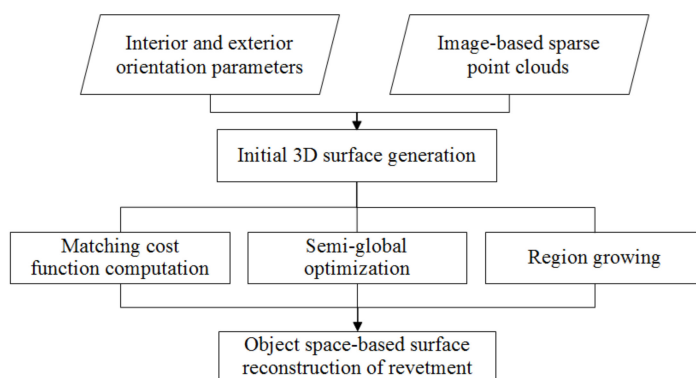 Interior and exterior
orientation parameters
Image-based sparse
point clouds
Initial 3D surface generation
Matching cost
function computation
Semi-global
optimization
Region growing
Object space-based surface
reconstruction of revetment